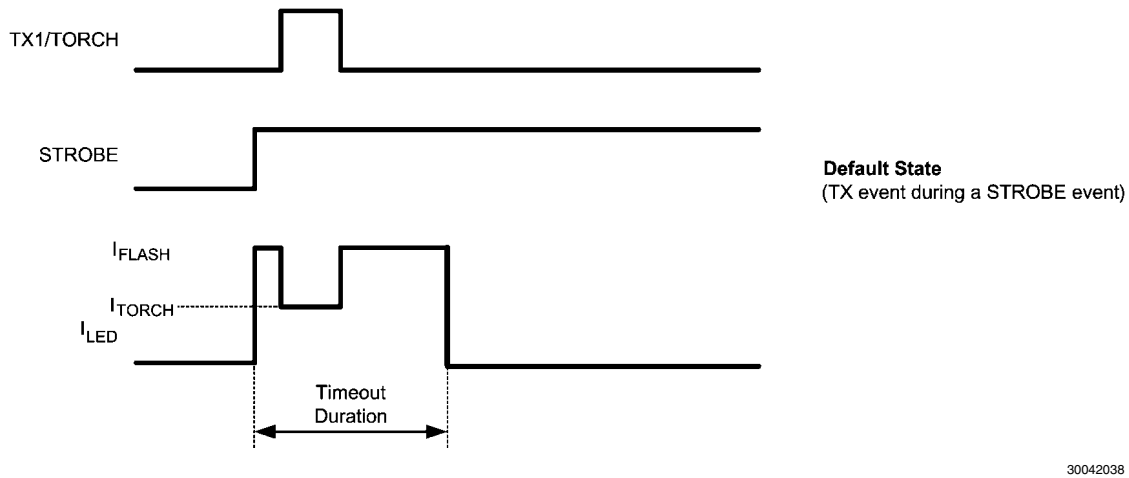 TX1/TORCH
STROBE
Default State
(TX event during a STROBE event)
IFLASH
ITORCH
ILED
Timeout
Duration
30042038